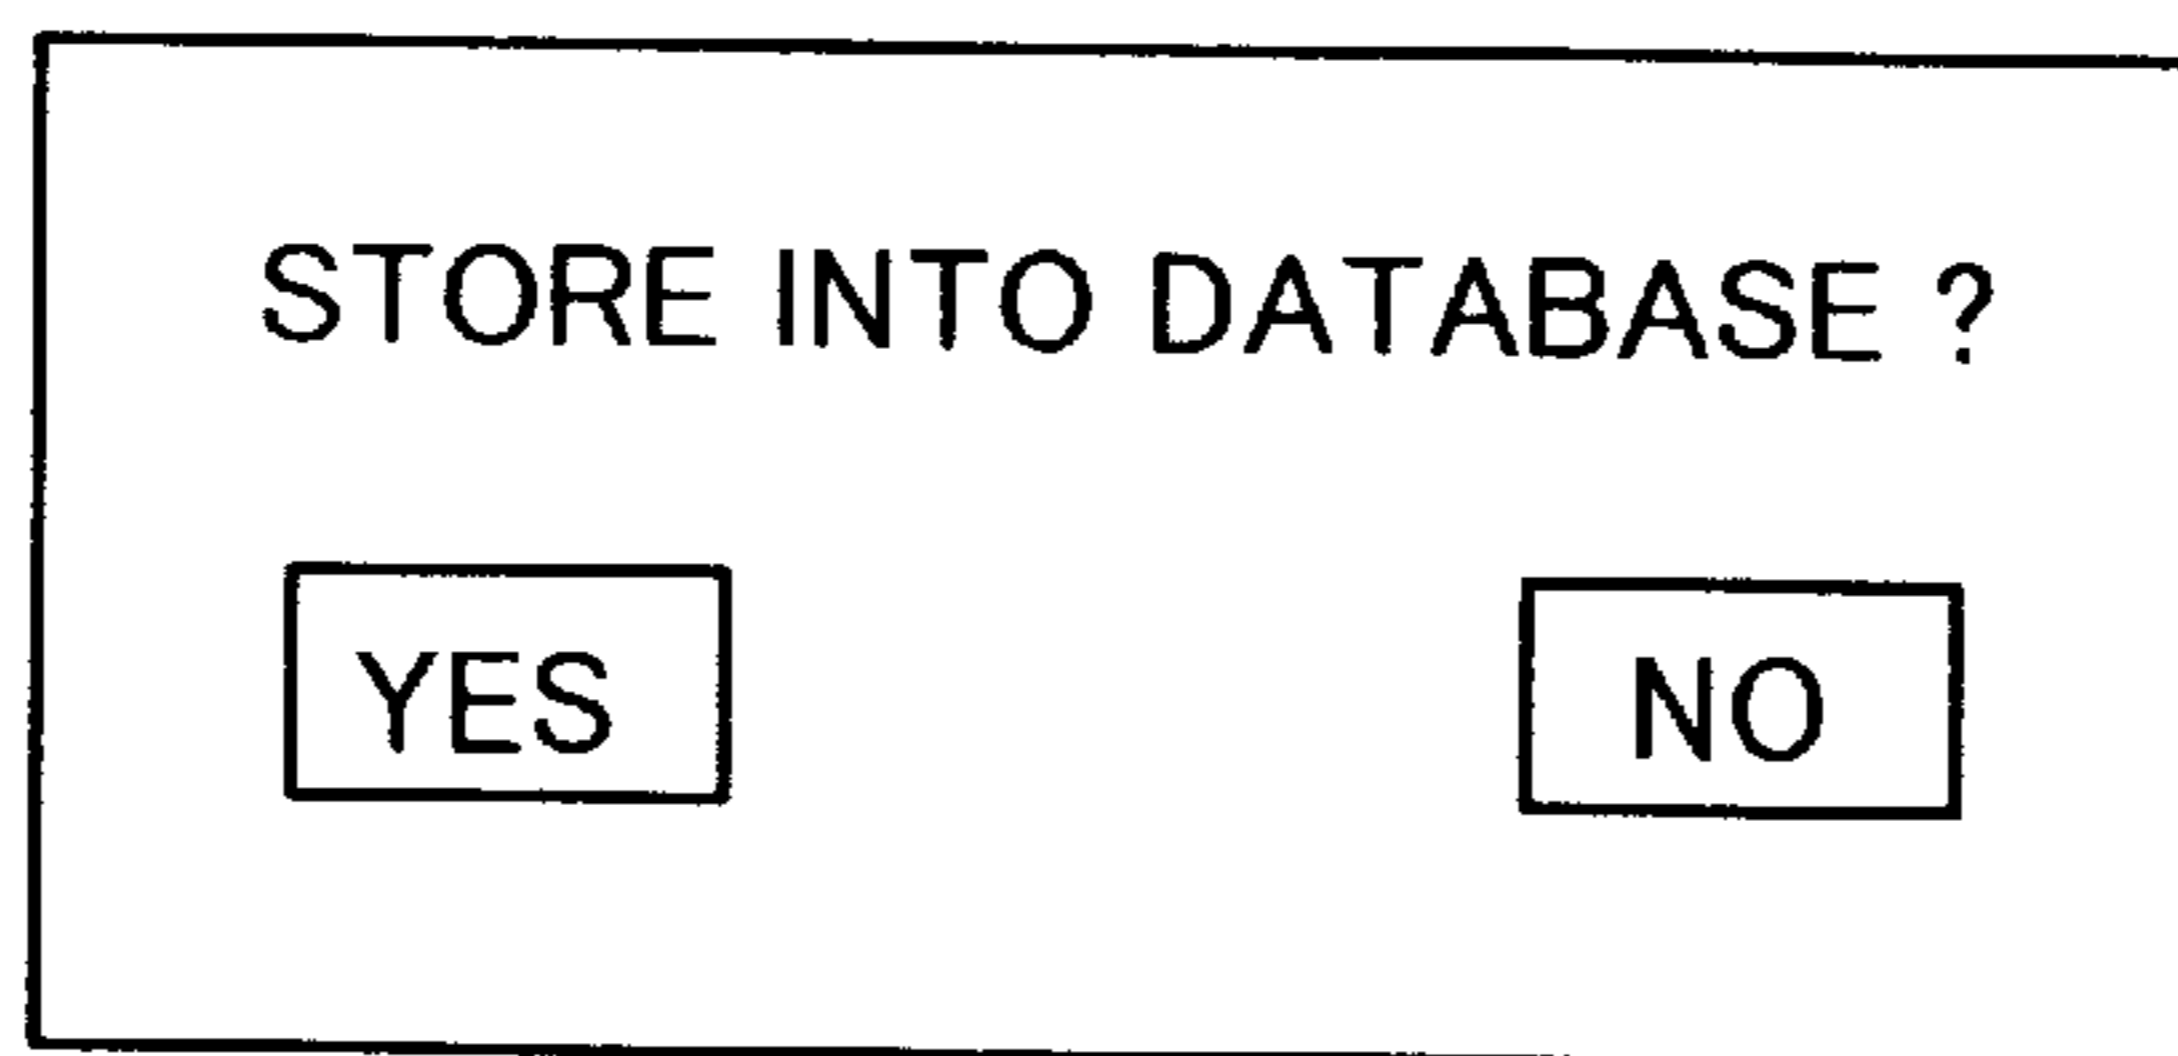 STORE INTO DATABASE ?
YES NO